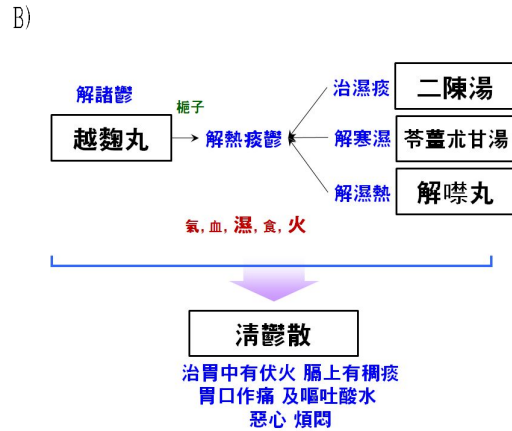 B)
解諸鬱
越麴丸
梔子
解熱痰鬱
治濕痰
二陳湯
解寒濕
苓薑朮甘湯
解濕熱
解噤丸
氣, 血, 濕, 食, 火
淸鬱散
治胃中有伏火 膈上有稠痰
胃口作痛 及嘔吐酸水
惡心 煩悶